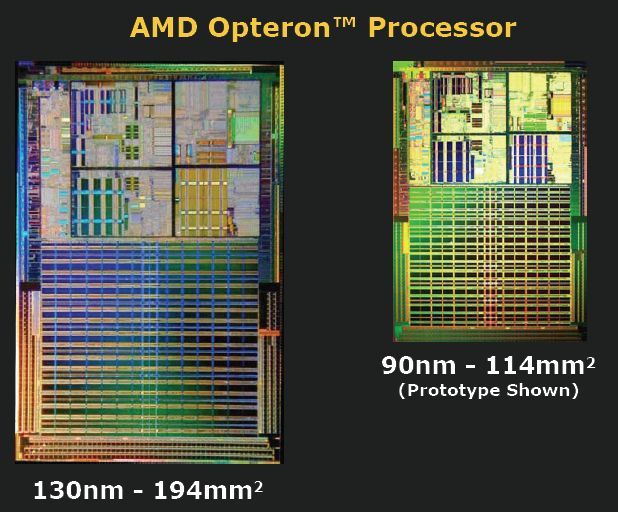 AMD Opteron™ Processor
90nm - 114mm²
(Prototype Shown)
130nm - 194mm²